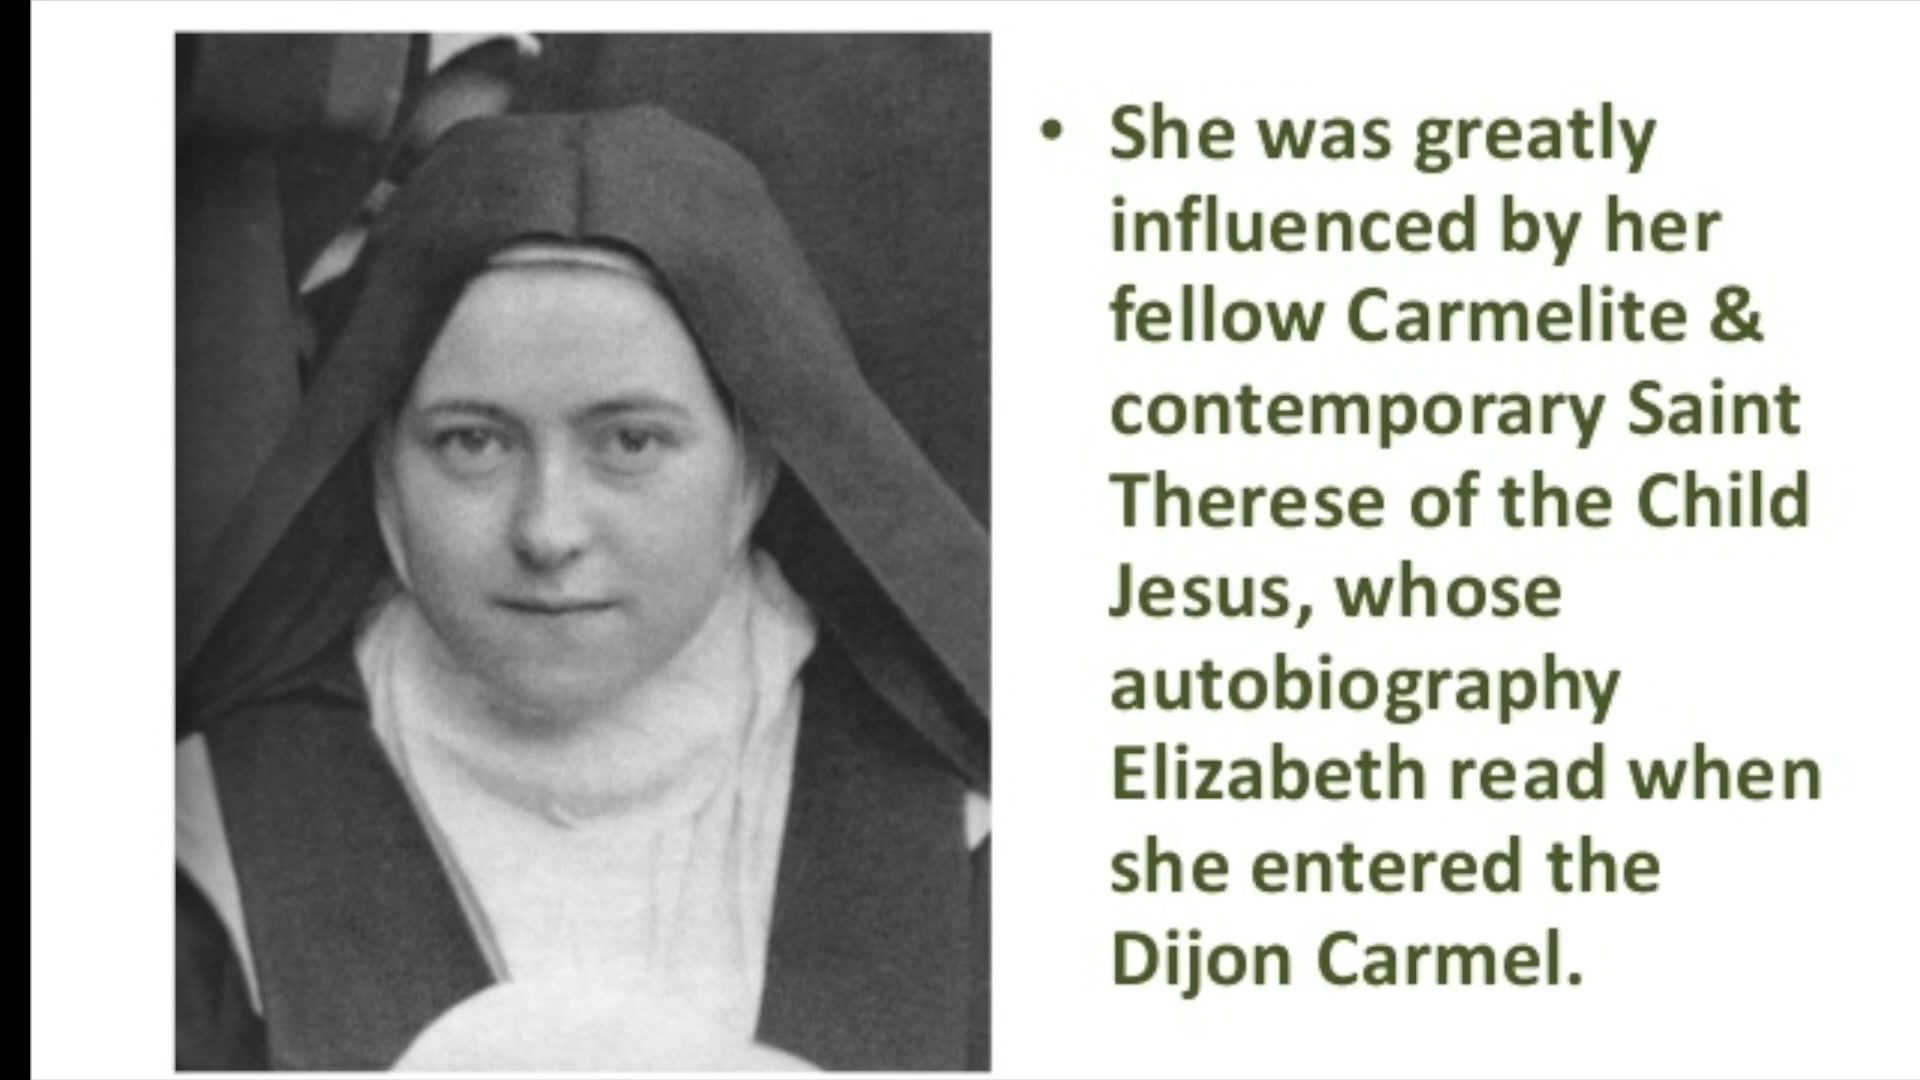 • She was greatly
influenced by her
fellow Carmelite &
contemporary Saint
Therese of the Child
Jesus, whose
autobiography
Elizabeth read when
she entered the
Dijon Carmel.